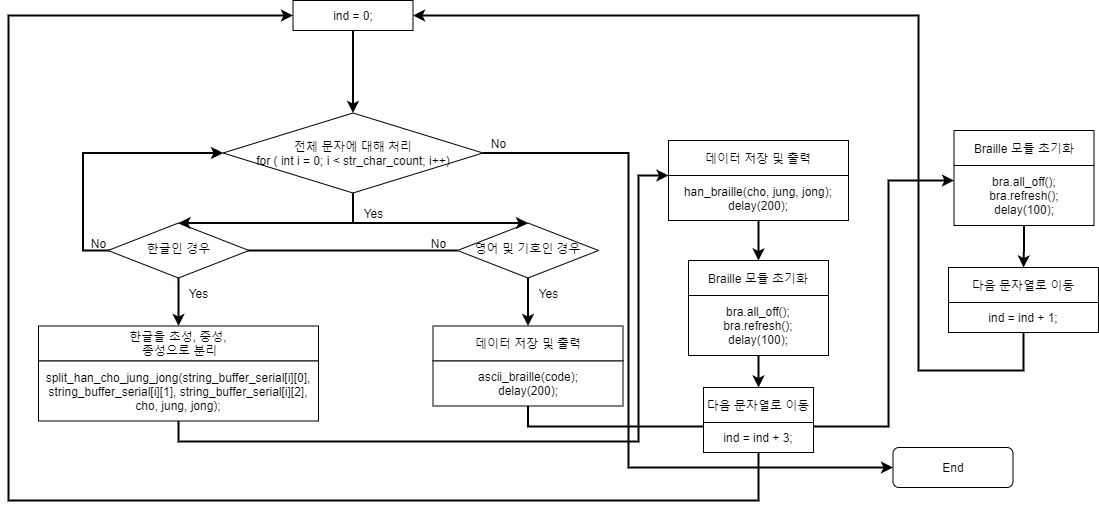 ind = 0;
전체 문자에 대해 처리
for ( int i = 0; i < str_char_count; i++)
No
Yes
한글인 경우
No
No
영어 및 기호인 경우
Yes
Yes
한글을 초성, 중성,
종성으로 분리
split_han_cho_jung_jong(string_buffer_serial[i][0],
string_buffer_serial[i][1], string_buffer_serial[i][2],
cho, jung, jong);
데이터 저장 및 출력
ascii_braille(code);
delay(200);
데이터 저장 및 출력
han_braille(cho, jung, jong);
delay(200);
Braille 모듈 초기화
bra.all_off();
bra.refresh();
delay(100);
다음 문자열로 이동
ind = ind + 3;
Braille 모듈 초기화
bra.all_off();
bra.refresh();
delay(100);
다음 문자열로 이동
ind = ind + 1;
End